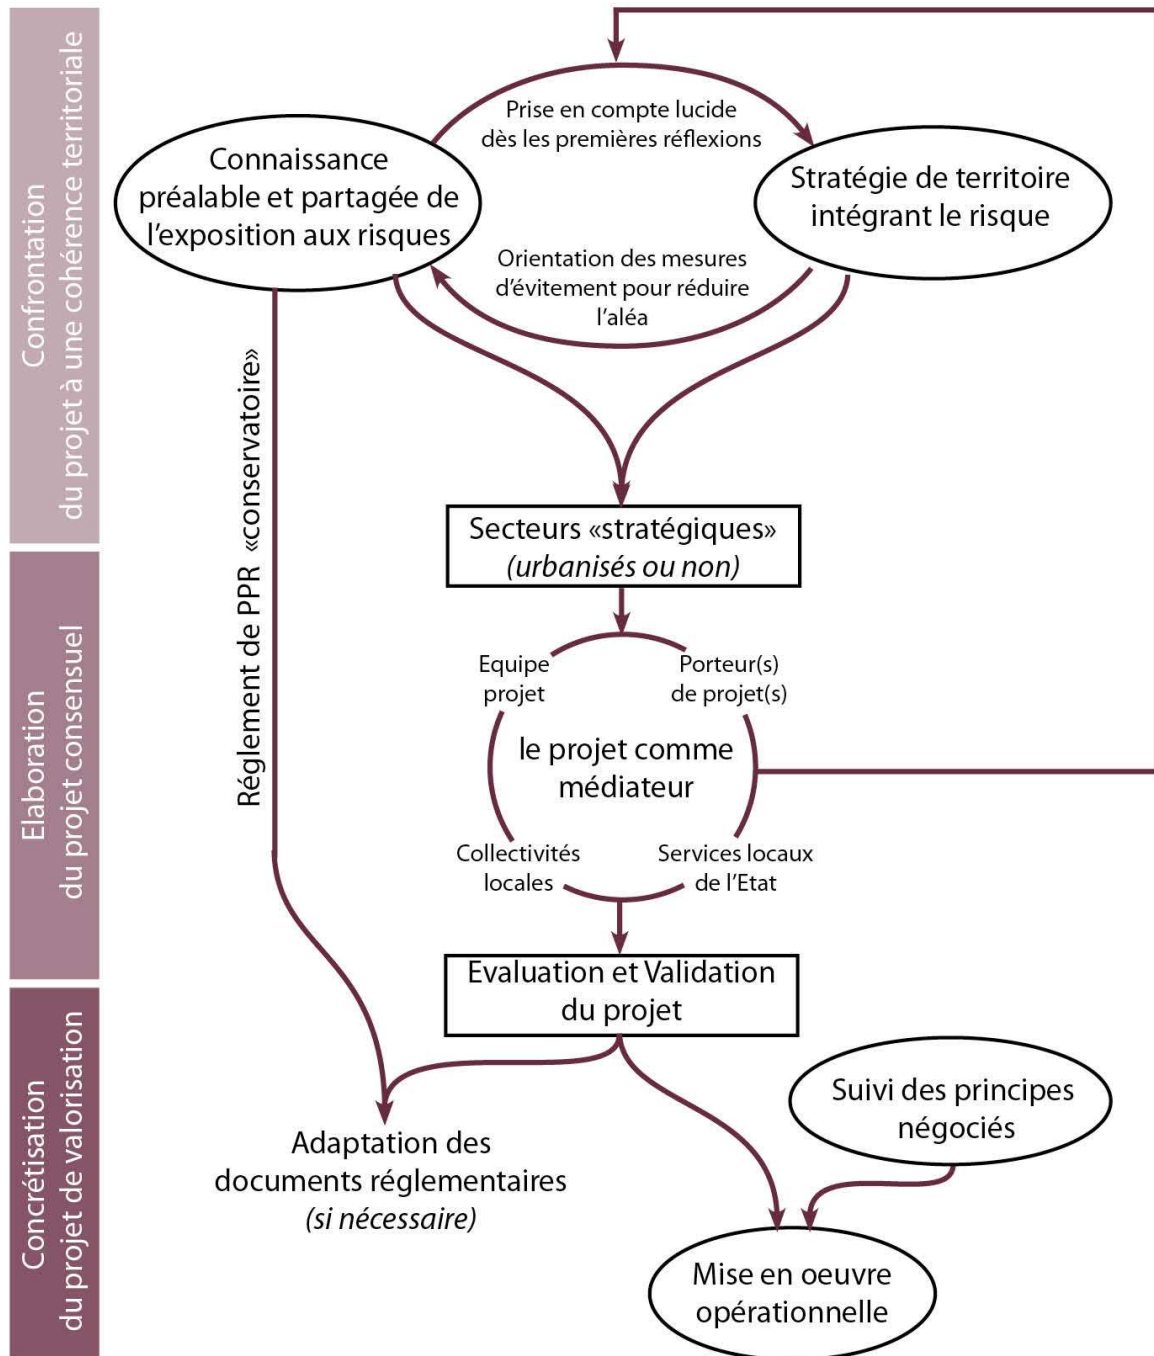 Confrontation
du projet à une cohérence territoriale
Prise en compte lucide
dès les premières réflexions
Connaissance
préalable et partagée de
l'exposition aux risques
Stratégie de territoire
intégrant le risque
Orientation des mesures
d'évitement pour réduire
l'aléa
Réglement de PPR «conservatoire»
Secteurs «stratégiques»
(urbanisés ou non)
Elaboration
du projet consensuel
Equipe
projet
Porteur(s)
de projet(s)
le projet comme
médiateur
Collectivités
locales
Services locaux
de l'Etat
Evaluation et Validation
du projet
Concrétisation
du projet de valorisation
Suivi des principes
négociés
Adaptation des
documents réglementaires
(si nécessaire)
Mise en oeuvre
opérationnelle